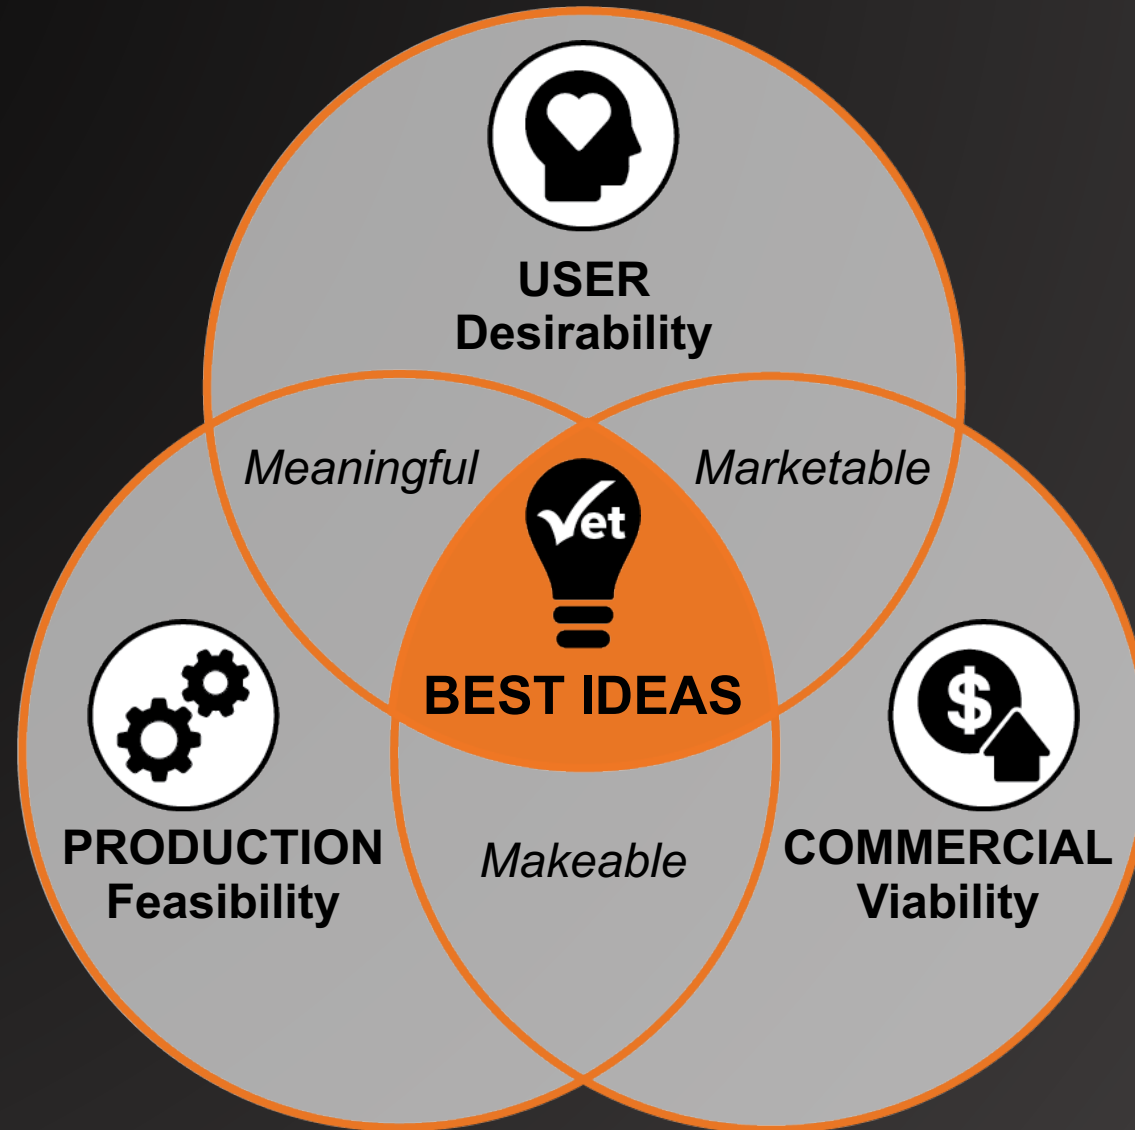 USER
Desirability
Meaningful
Marketable
Vet
BEST IDEAS
PRODUCTION
Feasibility
Makeable
$
COMMERCIAL
Viability